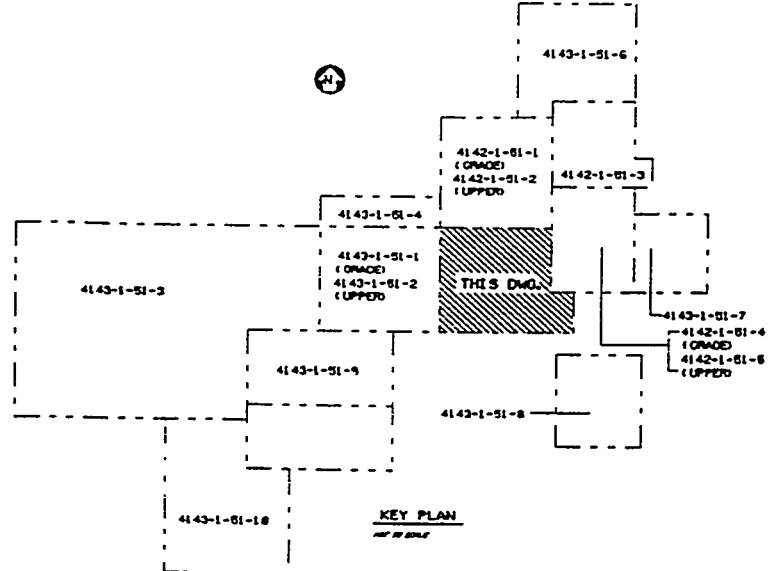 4143-1-51-6
N
4142-1-51-1
(GRADE)
4142-1-51-2
(UPPER)
4142-1-51-3
4143-1-51-4
4143-1-51-1
(GRADE)
4143-1-51-2
(UPPER)
THIS DWG.
4143-1-51-3
4143-1-51-7
4142-1-51-4
(GRADE)
4142-1-51-5
(UPPER)
4143-1-51-9
4143-1-51-8
4143-1-51-10
KEY PLAN
NOT TO SCALE